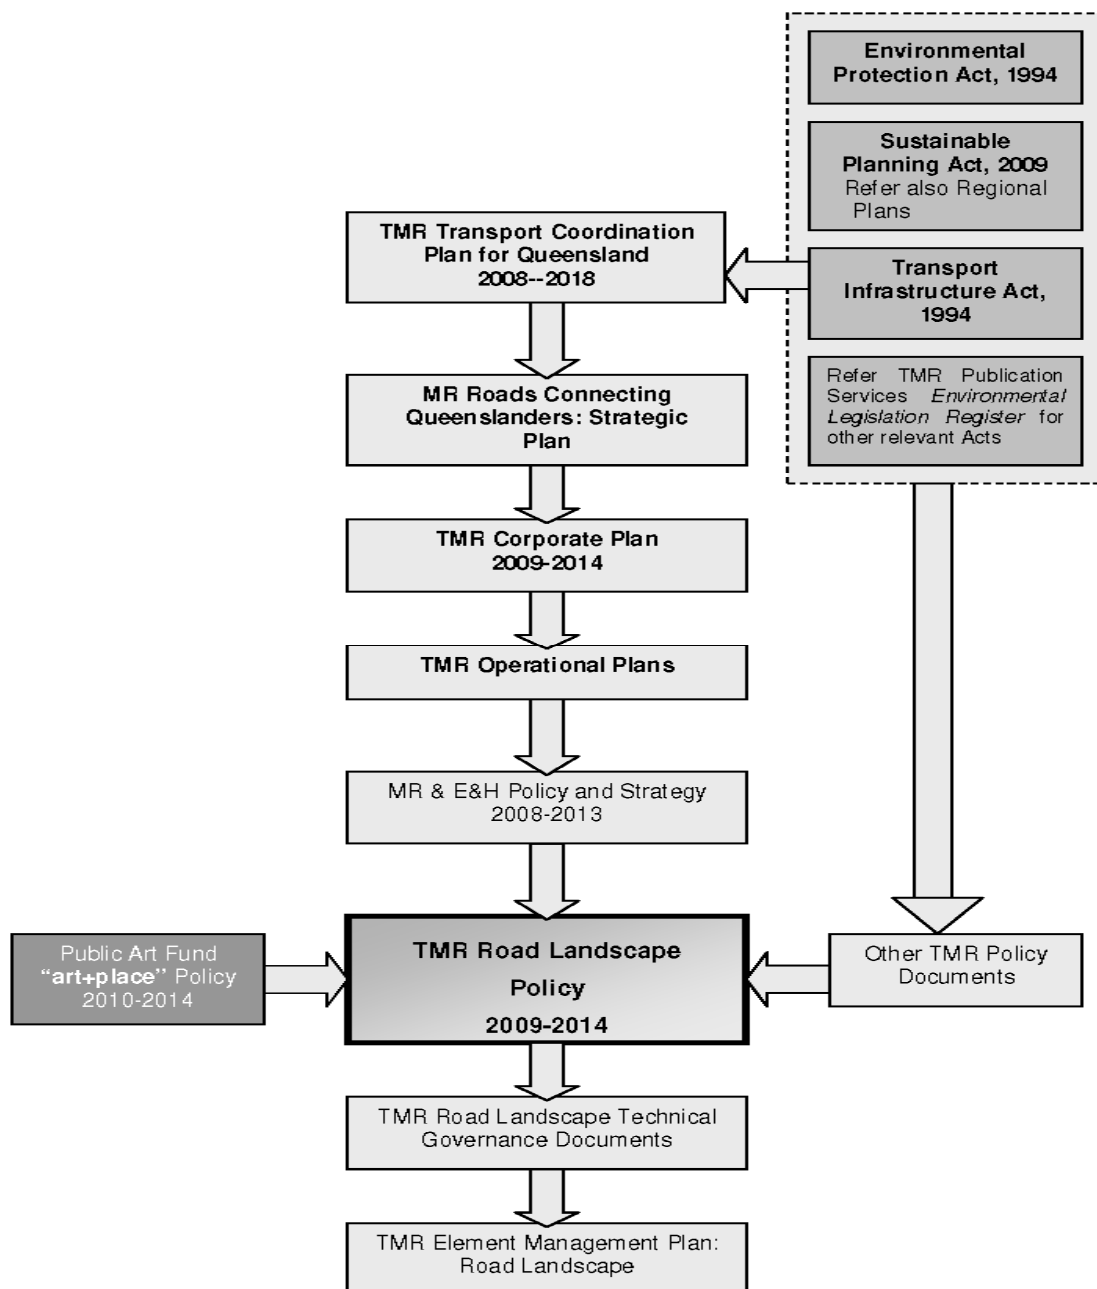 Environmental
Protection Act, 1994
Sustainable
Planning Act, 2009
Refer also Regional
Plans
TMR Transport Coordination
Plan for Queensland
2008--2018
Transport
Infrastructure Act,
1994
MR Roads Connecting
Queenslanders: Strategic
Plan
Refer TMR Publication
Services Environmental
Legislation Register for
other relevant Acts
TMR Corporate Plan
2009-2014
TMR Operational Plans
MR & E&H Policy and Strategy
2008-2013
Public Art Fund
“art+place” Policy
2010-2014
TMR Road Landscape
Policy
2009-2014
Other TMR Policy
Documents
TMR Road Landscape Technical
Governance Documents
TMR Element Management Plan:
Road Landscape